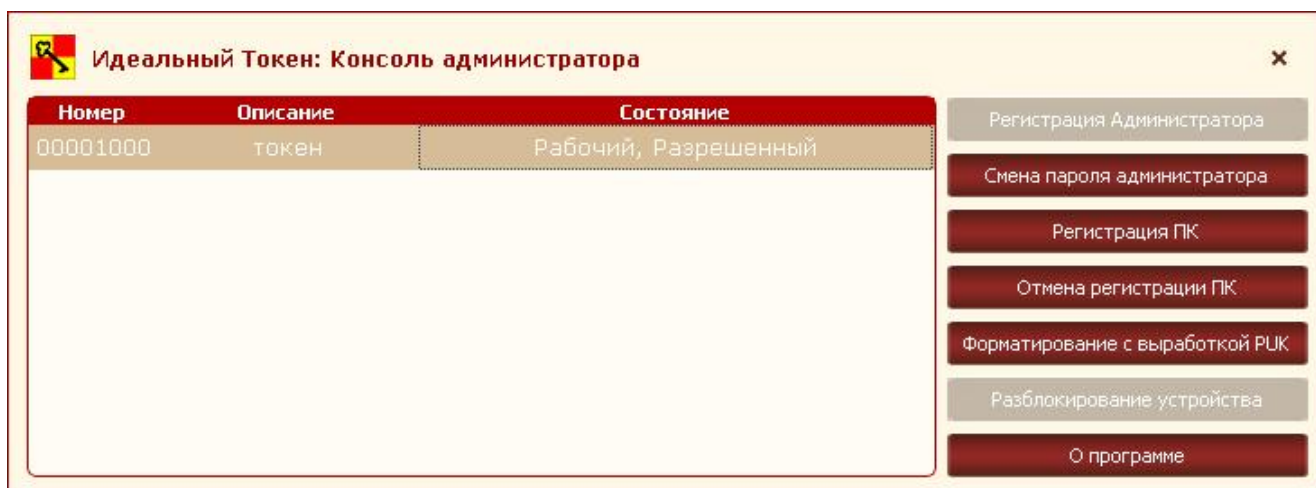 Идеальный Токен: Консоль администратора
Номер Описание Состояние
00001000 токен Рабочий, Разрешенный
Регистрация Администратора
Смена пароля администратора
Регистрация ПК
Отмена регистрации ПК
Форматирование с выработкой PUK
Разблокирование устройства
О программе